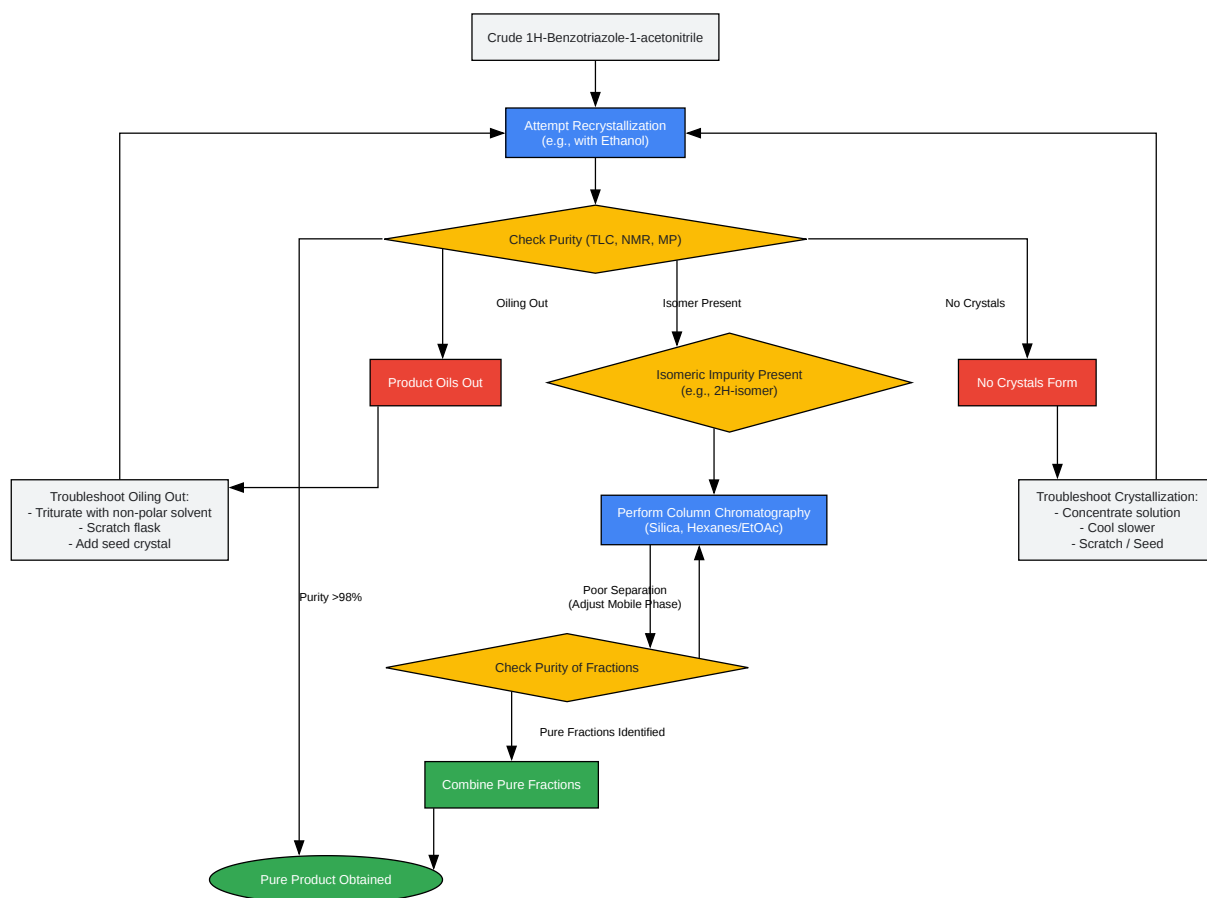 Crude 1H-Benzotriazole-1-acetonitrile
Attempt Recrystallization
(e.g., with Ethanol)
Check Purity (TLC, NMR, MP)
Oiling Out
Isomer Present
No Crystals
Product Oils Out
Isomeric Impurity Present
(e.g., 2H-isomer)
No Crystals Form
Troubleshoot Oiling Out:
- Triturate with non-polar solvent
- Scratch flask
- Add seed crystal
Perform Column Chromatography
(Silica, Hexanes/EtOAc)
Troubleshoot Crystallization:
- Concentrate solution
- Cool slower
- Scratch / Seed
Purity >98%
Poor Separation
(Adjust Mobile Phase)
Check Purity of Fractions
Pure Fractions Identified
Combine Pure Fractions
Pure Product Obtained